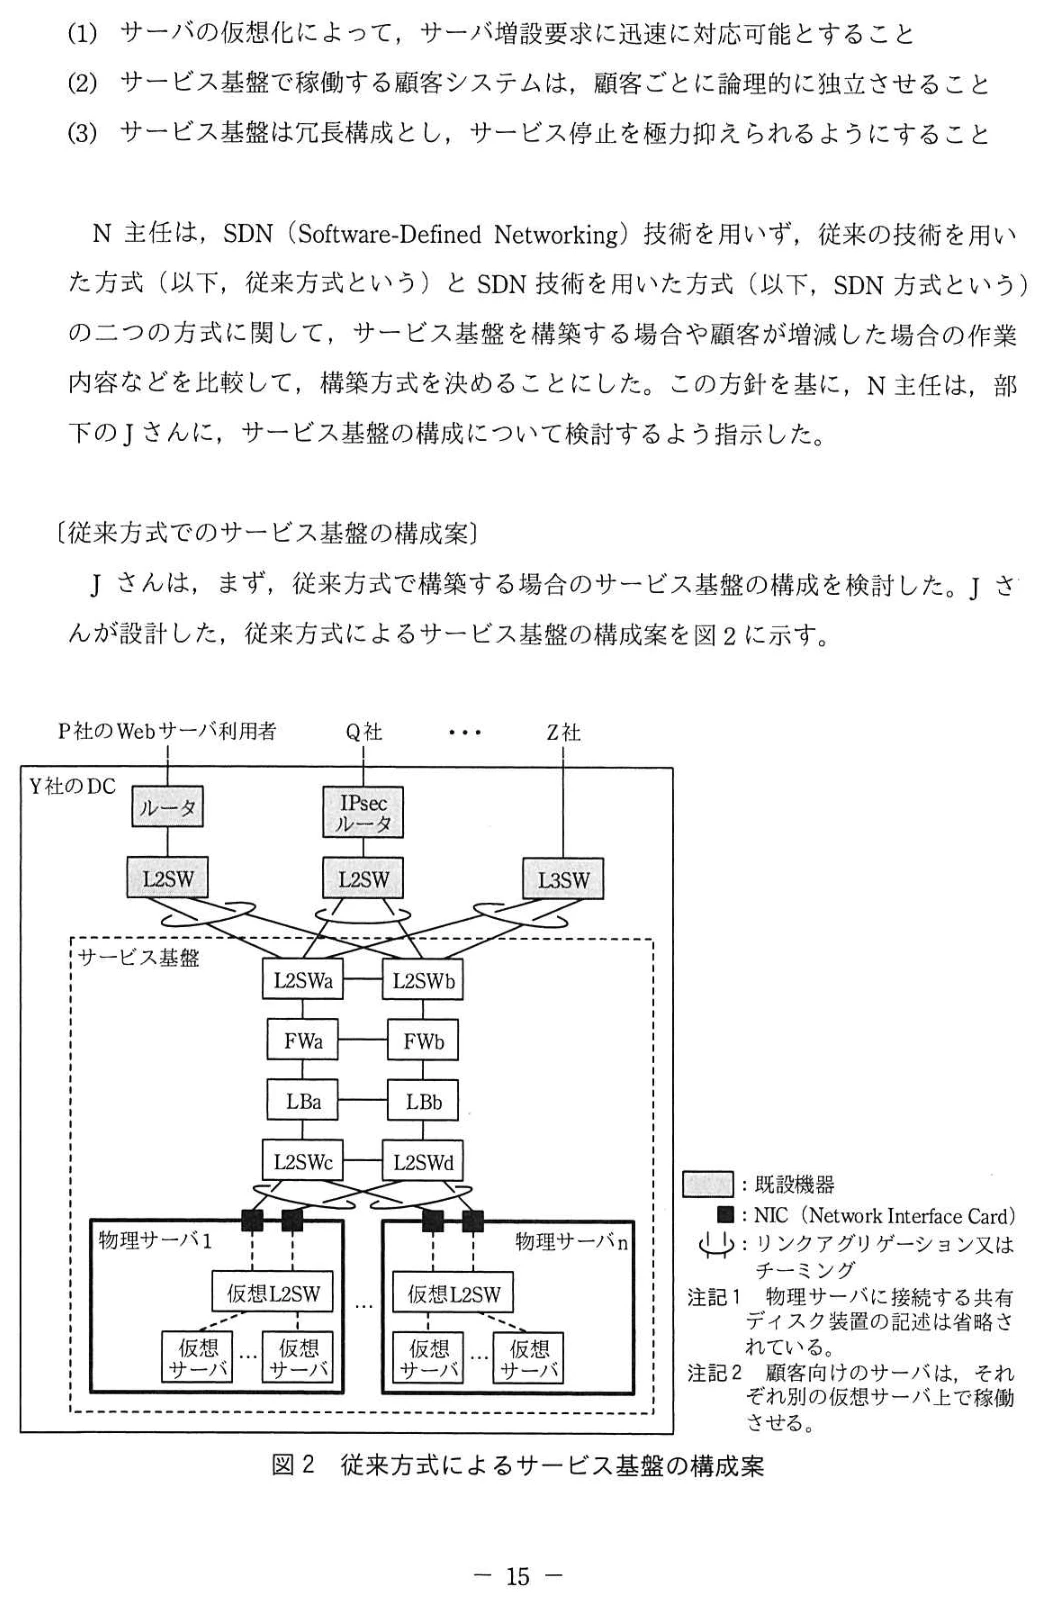 (1) サーバの仮想化によって，サーバ増設要求に迅速に対応可能とすること
(2) サービス基盤で稼働する顧客システムは，顧客ごとに論理的に独立させること
(3) サービス基盤は冗長構成とし，サービス停止を極力抑えられるようにすること
N 主任は，SDN（Software-Defined Networking）技術を用いず，従来の技術を用い
た方式（以下，従来方式という）と SDN 技術を用いた方式（以下，SDN 方式という）
の二つの方式に関して，サービス基盤を構築する場合や顧客が増減した場合の作業
内容などを比較して，構築方式を決めることにした。この方針を基に，N 主任は，部
下の J さんに，サービス基盤の構成について検討するよう指示した。
〔従来方式でのサービス基盤の構成案〕
J さんは，まず，従来方式で構築する場合のサービス基盤の構成を検討した。J さ
んが設計した，従来方式によるサービス基盤の構成案を図 2 に示す。
P社のWebサーバ利用者 Q社 ・・・ Z社
Y社のDC
ルータ
IPsec
ルータ
L2SW L2SW L3SW
サービス基盤
L2SWa L2SWb
FWa FWb
LBa LBb
L2SWc L2SWd
物理サーバ1 物理サーバn
仮想L2SW … 仮想L2SW
仮想
サーバ
…
仮想
サーバ
仮想
サーバ
…
仮想
サーバ
：既設機器
：NIC（Network Interface Card）
：リンクアグリゲーション又は
チーミング
注記1 物理サーバに接続する共有
ディスク装置の記述は省略さ
れている。
注記2 顧客向けのサーバは，それ
ぞれ別の仮想サーバ上で稼働
させる。
図2 従来方式によるサービス基盤の構成案
－ 15 －